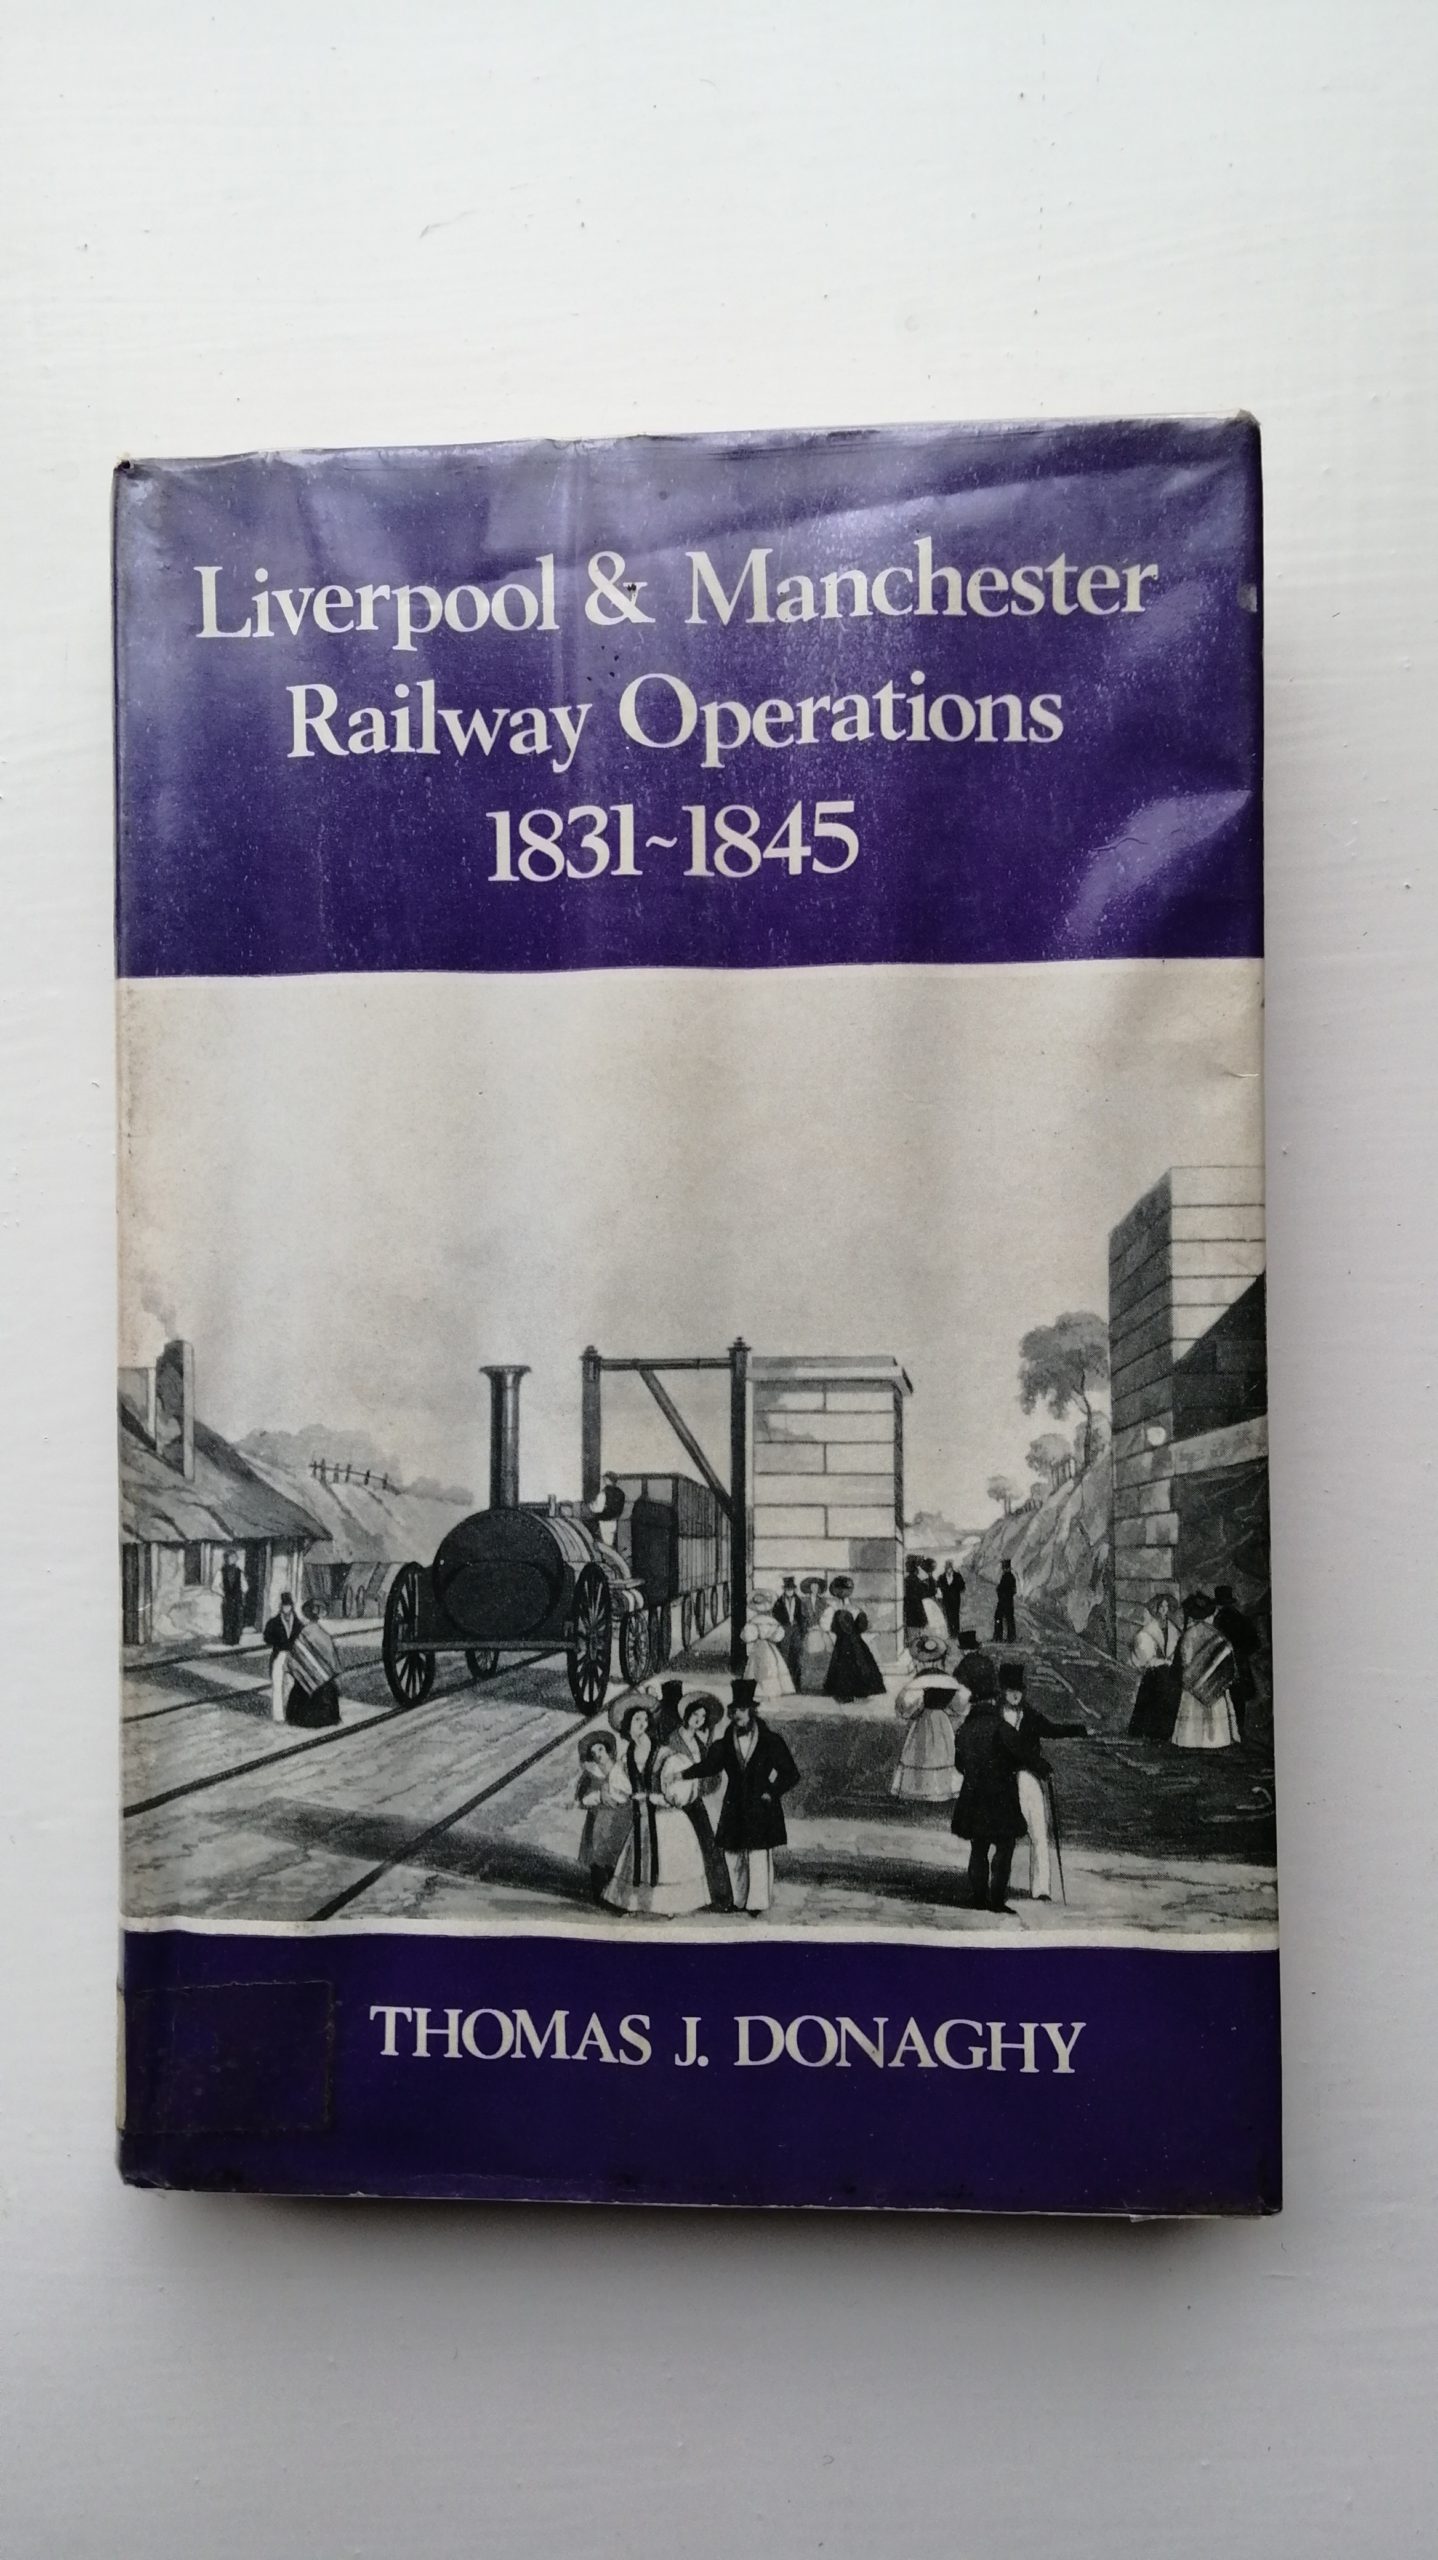 Liverpool & Manchester
Railway Operations
1831~1845
THOMAS J. DONAGHY